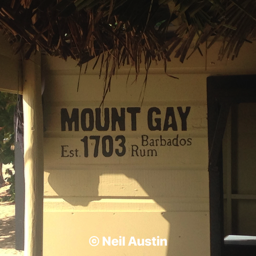 MOUNT GAY
Est. 1703 Barbados Rum
© Neil Austin